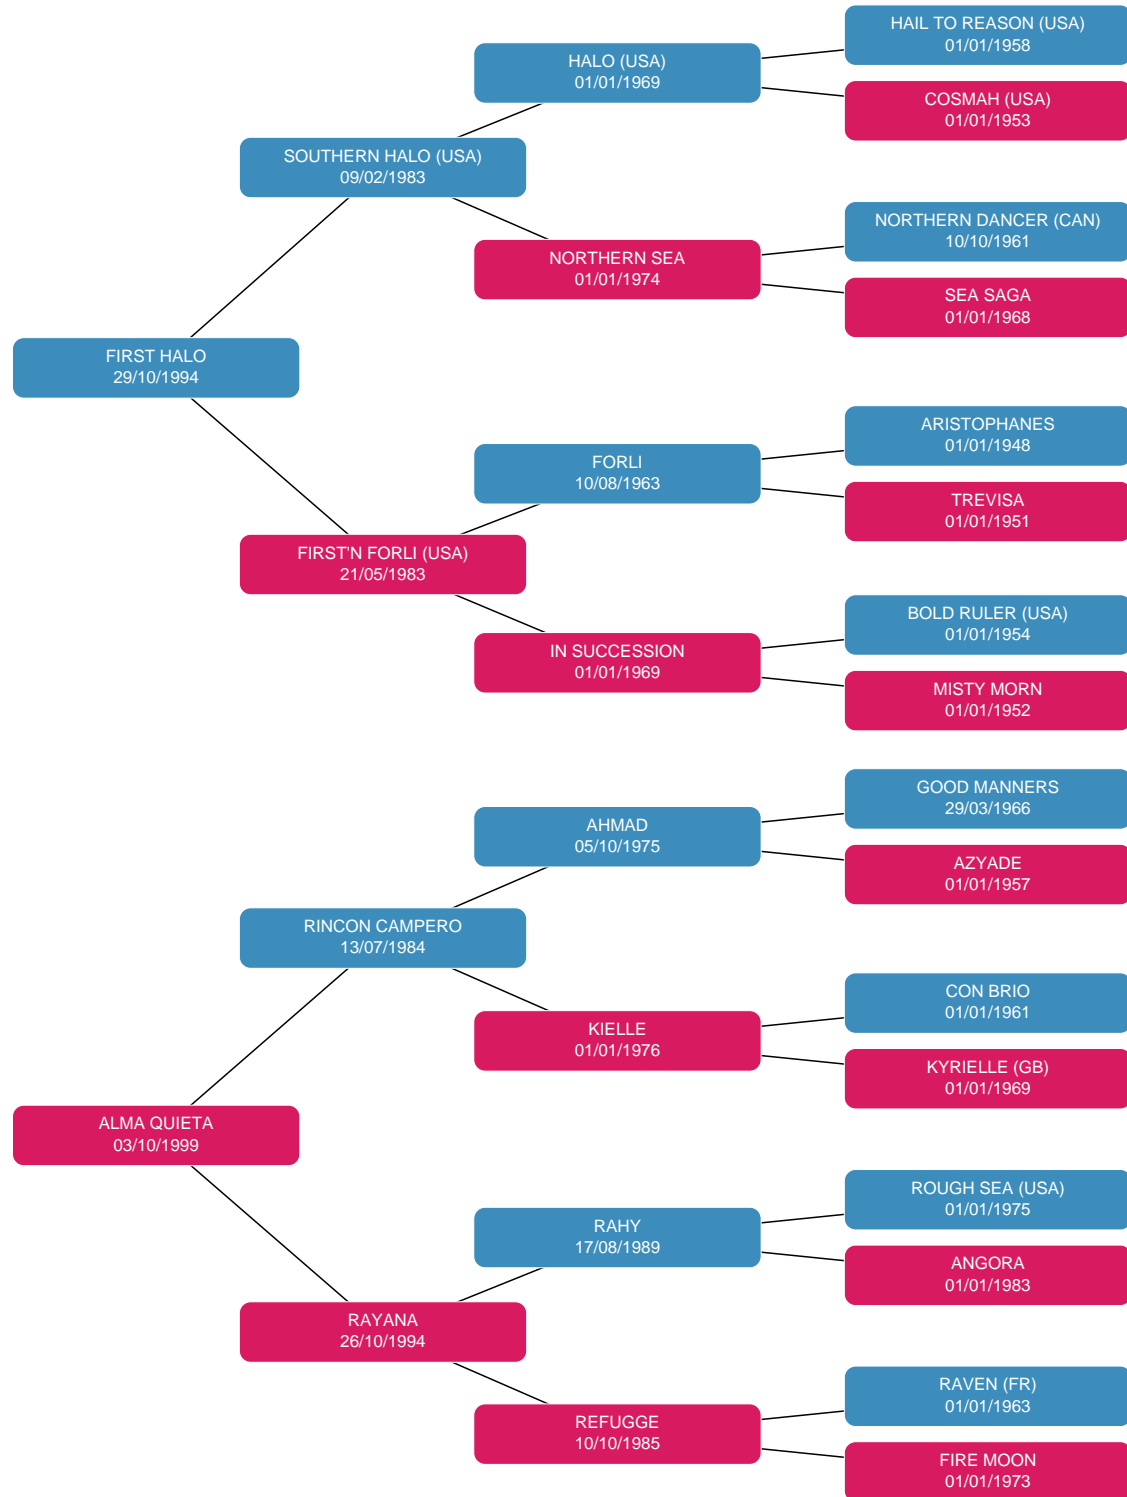 HAIL TO REASON (USA)
01/01/1958
HALO (USA)
01/01/1969
COSMAH (USA)
01/01/1953
SOUTHERN HALO (USA)
09/02/1983
NORTHERN DANCER (CAN)
10/10/1961
NORTHERN SEA
01/01/1974
SEA SAGA
01/01/1968
FIRST HALO
29/10/1994
ARISTOPHANES
01/01/1948
FORLI
10/08/1963
TREVISA
01/01/1951
FIRST'N FORLI (USA)
21/05/1983
BOLD RULER (USA)
01/01/1954
IN SUCCESSION
01/01/1969
MISTY MORN
01/01/1952
GOOD MANNERS
29/03/1966
AHMAD
05/10/1975
AZYADE
01/01/1957
RINCON CAMPERO
13/07/1984
CON BRIO
01/01/1961
KIELLE
01/01/1976
KYRIELLE (GB)
01/01/1969
ALMA QUIETA
03/10/1999
ROUGH SEA (USA)
01/01/1975
RAHY
17/08/1989
ANGORA
01/01/1983
RAYANA
26/10/1994
RAVEN (FR)
01/01/1963
REFUGGE
10/10/1985
FIRE MOON
01/01/1973